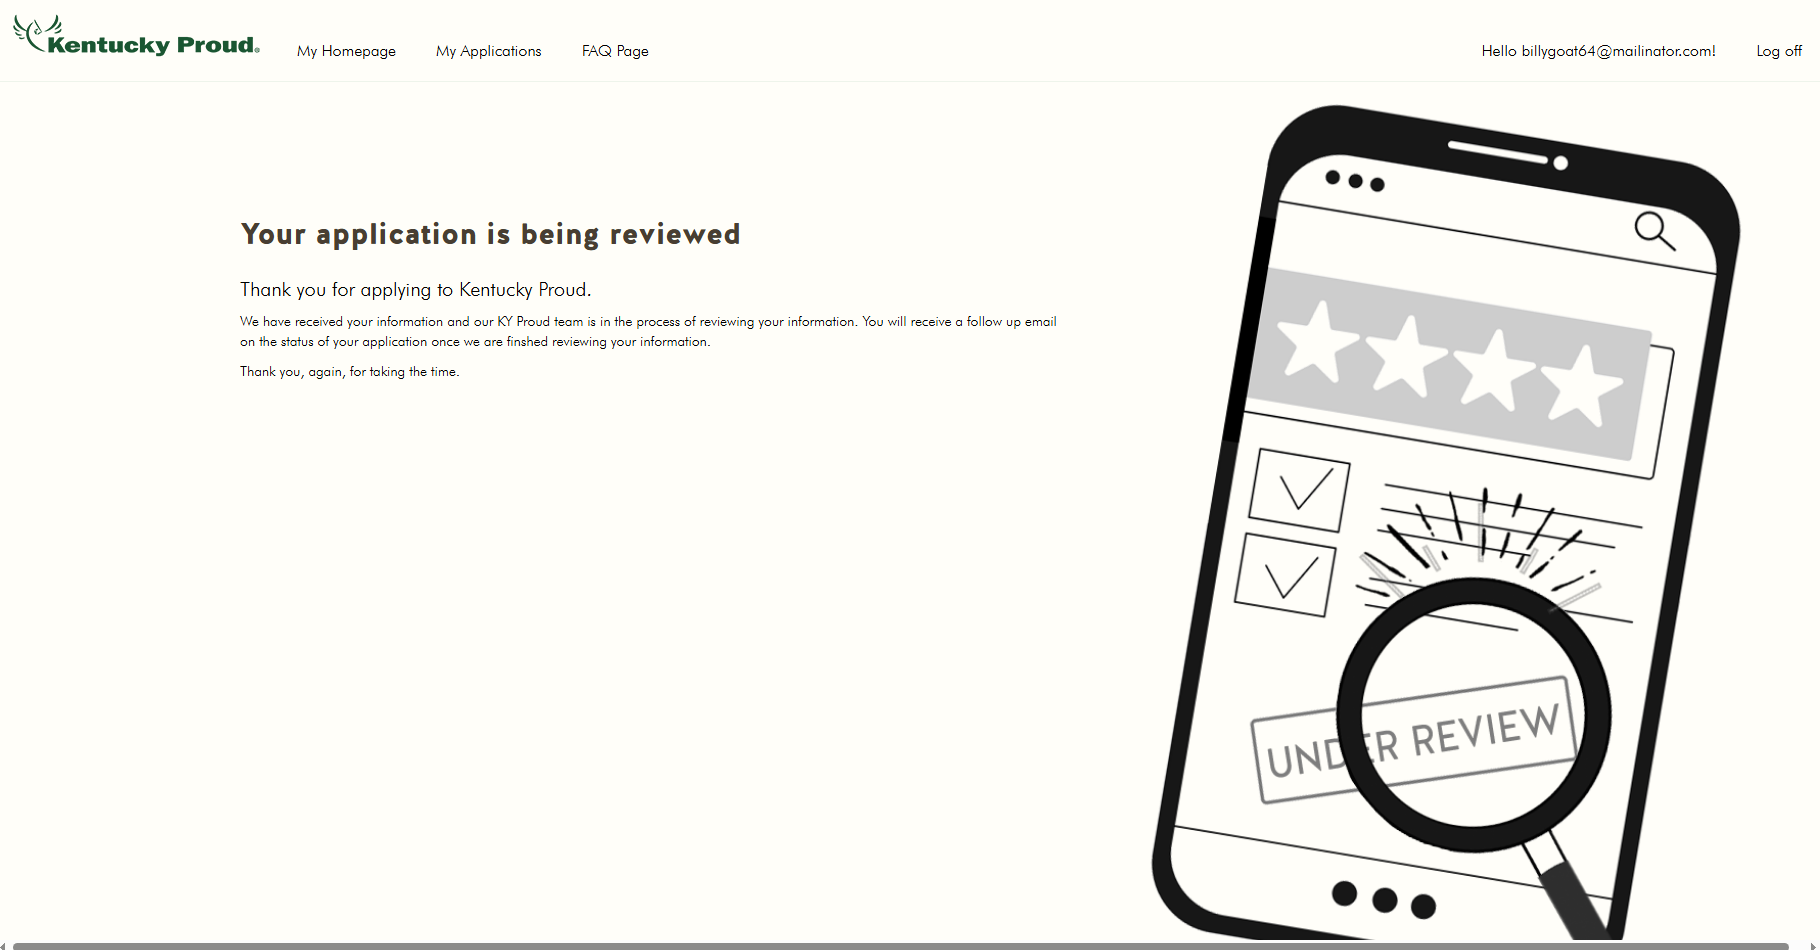 Kentucky Proud®
My Homepage
My Applications
FAQ Page
Hello billygoat64@mailinator.com!
Log off
Your application is being reviewed
Thank you for applying to Kentucky Proud.
We have received your information and our KY Proud team is in the process of reviewing your information. You will receive a follow up email
on the status of your application once we are finshed reviewing your information.
Thank you, again, for taking the time.
UNDER REVIEW